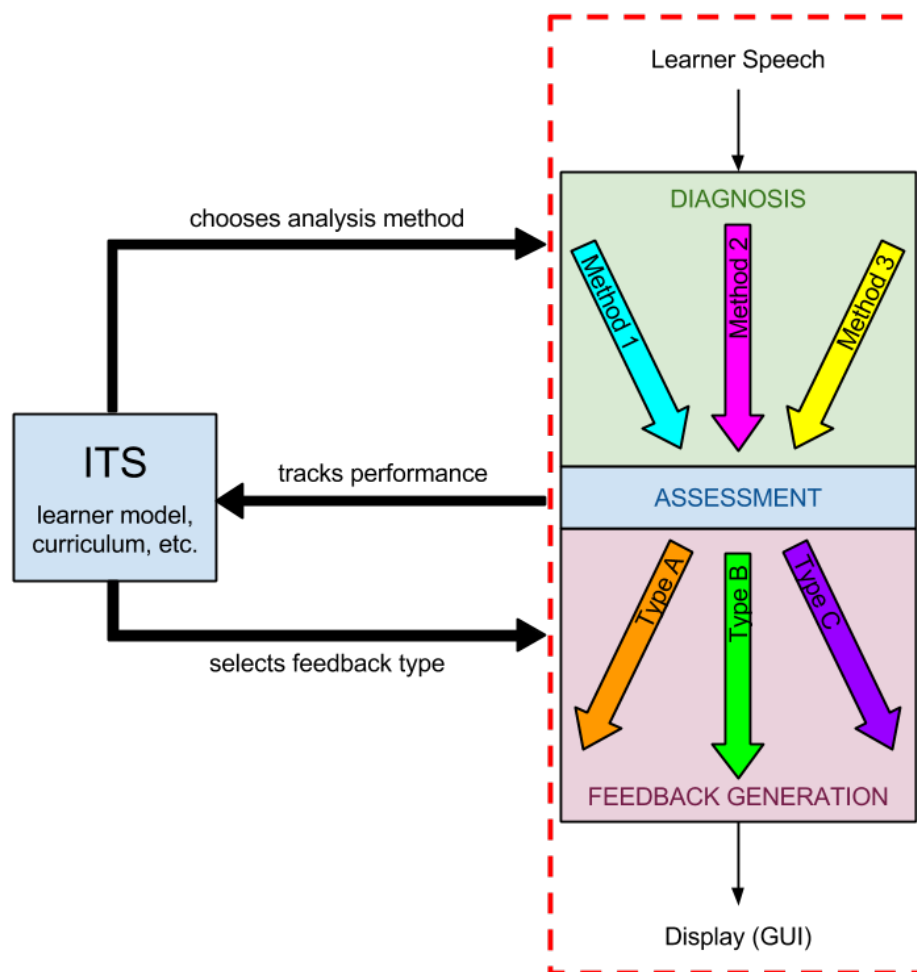 Learner Speech
DIAGNOSIS
chooses analysis method
Method 1
Method 2
Method 3
ITS
learner model,
curriculum, etc.
tracks performance
ASSESSMENT
Type A
Type B
Type C
selects feedback type
FEEDBACK GENERATION
Display (GUI)